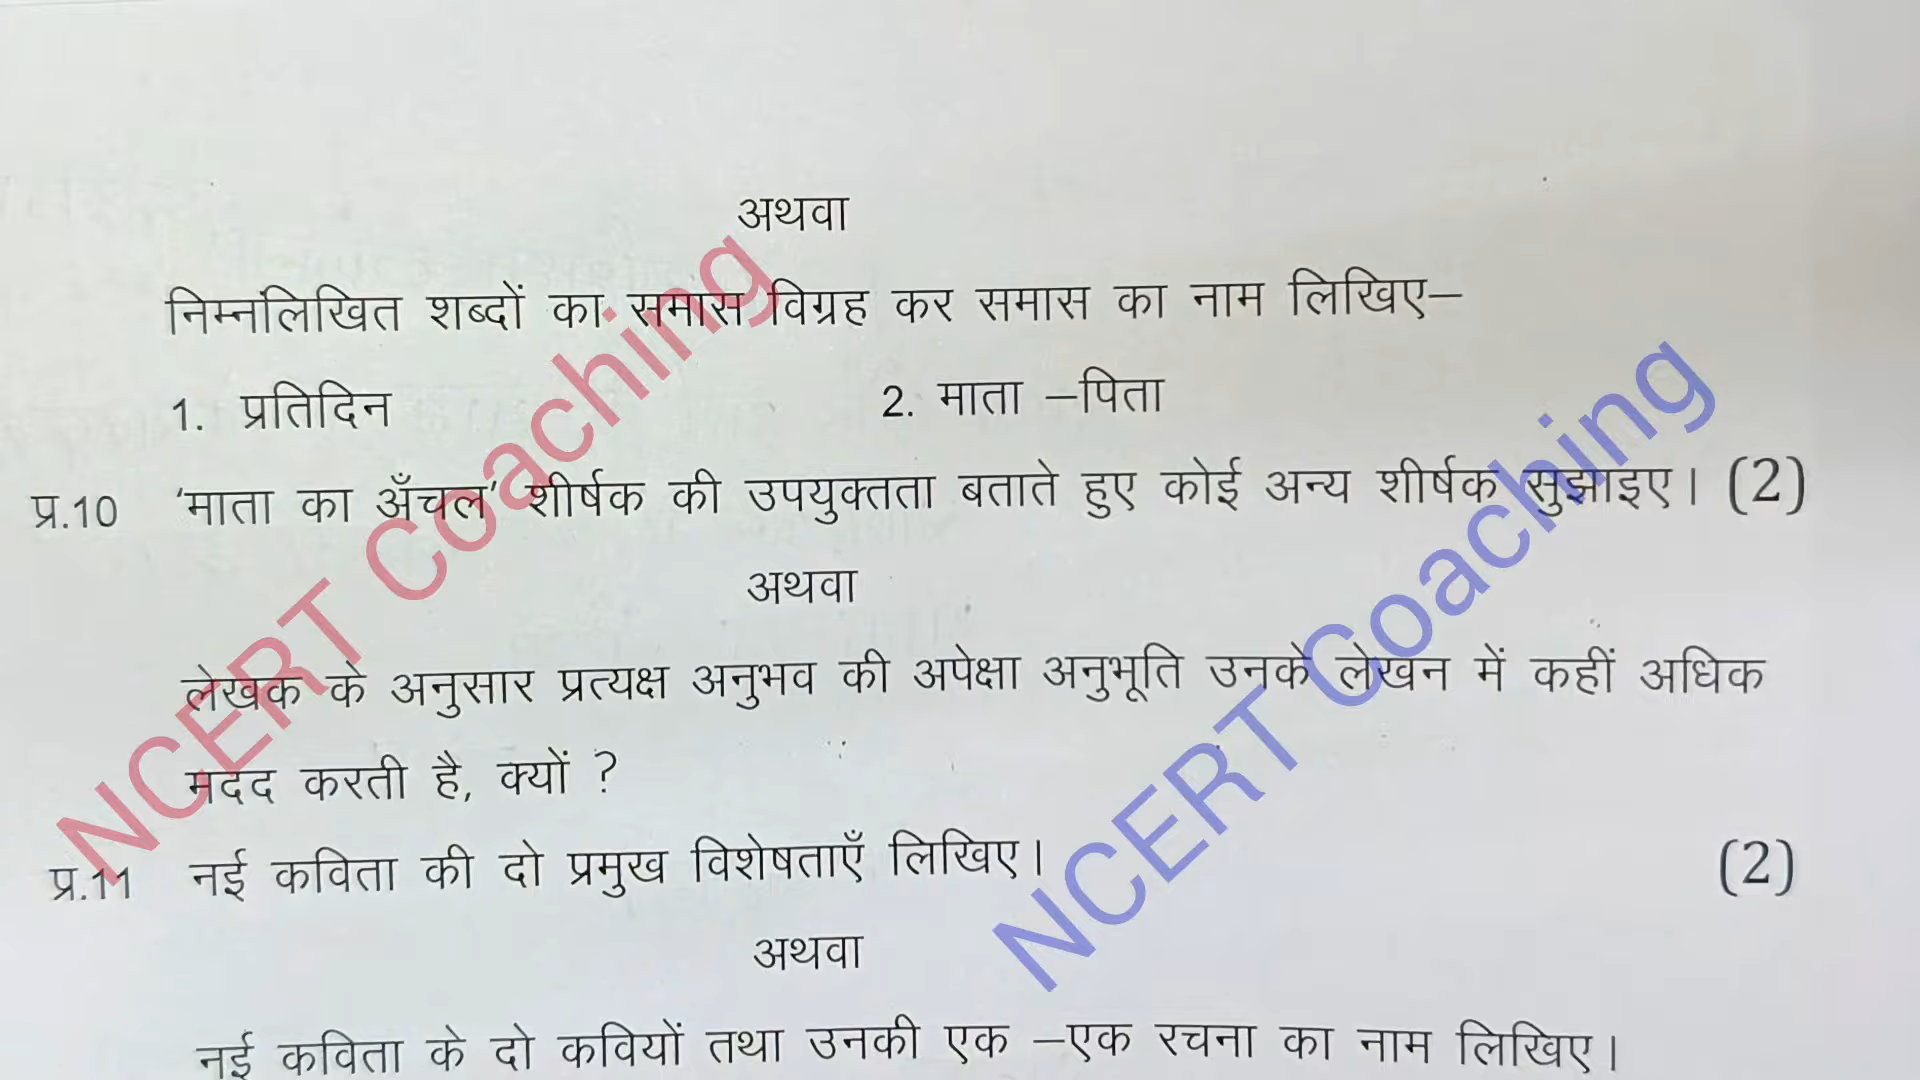 अथवा
निम्नलिखित शब्दों का समास विग्रह कर समास का नाम लिखिए–
1. प्रतिदिन 2. माता –पिता
प्र.10 'माता का अँचल' शीर्षक की उपयुक्तता बताते हुए कोई अन्य शीर्षक सुझाइए। (2)
अथवा
लेखक के अनुसार प्रत्यक्ष अनुभव की अपेक्षा अनुभूति उनके लेखन में कहीं अधिक
मदद करती है, क्यों ?
प्र.11 नई कविता की दो प्रमुख विशेषताएँ लिखिए। (2)
अथवा
नई कविता के दो कवियों तथा उनकी एक –एक रचना का नाम लिखिए।
NCERT Coaching
NCERT Coaching